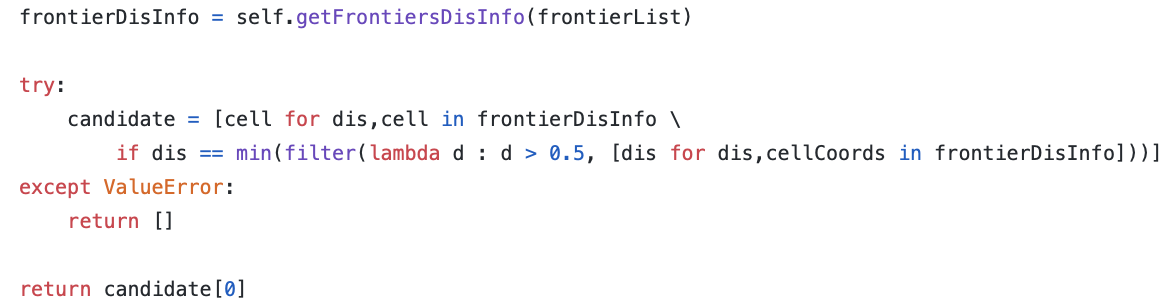 frontierDisInfo = self.getFrontiersDisInfo(frontierList)
try:
candidate = [cell for dis,cell in frontierDisInfo \
if dis == min(filter(lambda d : d > 0.5, [dis for dis,cellCoords in frontierDisInfo]))]
except ValueError:
return []
return candidate[0]